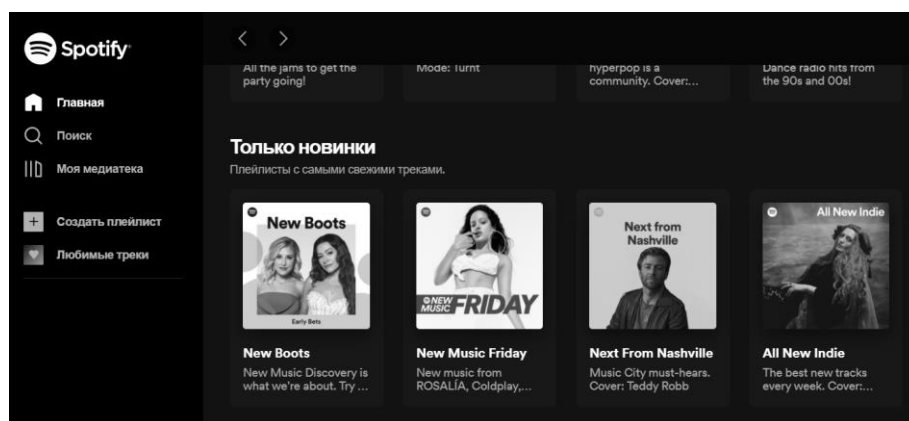 Spotify
Главная
Поиск
Моя медиатека
Создать плейлист
Любимые треки
All the jams to get the
party going!
Mode: Turnt
hyperpop is a
community. Cover:...
Dance radio hits from
the 90s and 00s!
Только новинки
Плейлисты с самыми свежими треками.
New Boots
Early Bets
New Boots
New Music Discovery is
what we're about. Try ...
NEW
MUSIC FRIDAY
New Music Friday
New music from
ROSALÍA, Coldplay,...
Next from
Nashville
Next From Nashville
Music City must-hears.
Cover: Teddy Robb
All New Indie
All New Indie
The best new tracks
every week. Cover:...